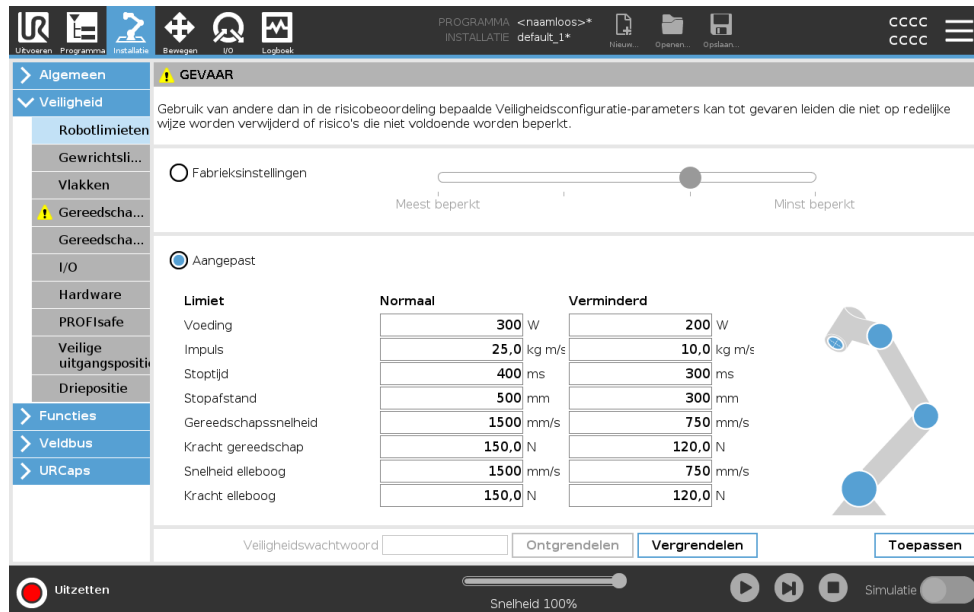 PROGRAMMA <naamloos>*
INSTALLATIE default_1*
Uitvoeren
Programma
Installatie
Bewegen
I/O
Logboek
Nieuw...
Openen...
Opslaan...
CCCC
CCCC
Algemeen
Veiligheid
Robotlimieten
Gewrichtsli...
Vlakken
Gereedscha...
Gereedscha...
I/O
Hardware
PROFIsafe
Veilige
uitgangspositi
Driepositie
Functies
Veldbus
URCaps
GEVAAR
Gebruik van andere dan in de risicobeoordeling bepaalde Veiligheidsconfiguratie-parameters kan tot gevaren leiden die niet op redelijke
wijze worden verwijderd of risico's die niet voldoende worden beperkt.
Fabrieksinstellingen
Meest beperkt
Minst beperkt
Aangepast
Limiet Normaal Verminderd
Voeding 300 W 200 W
Impuls 25,0 kg m/s 10,0 kg m/s
Stoptijd 400 ms 300 ms
Stopafstand 500 mm 300 mm
Gereedschapssnelheid 1500 mm/s 750 mm/s
Kracht gereedschap 150,0 N 120,0 N
Snelheid elleboog 1500 mm/s 750 mm/s
Kracht elleboog 150,0 N 120,0 N
Veiligheidswachtwoord Ontgrendelen Vergrendelen Toepassen
Uitzetten
Snelheid 100%
Simulatie